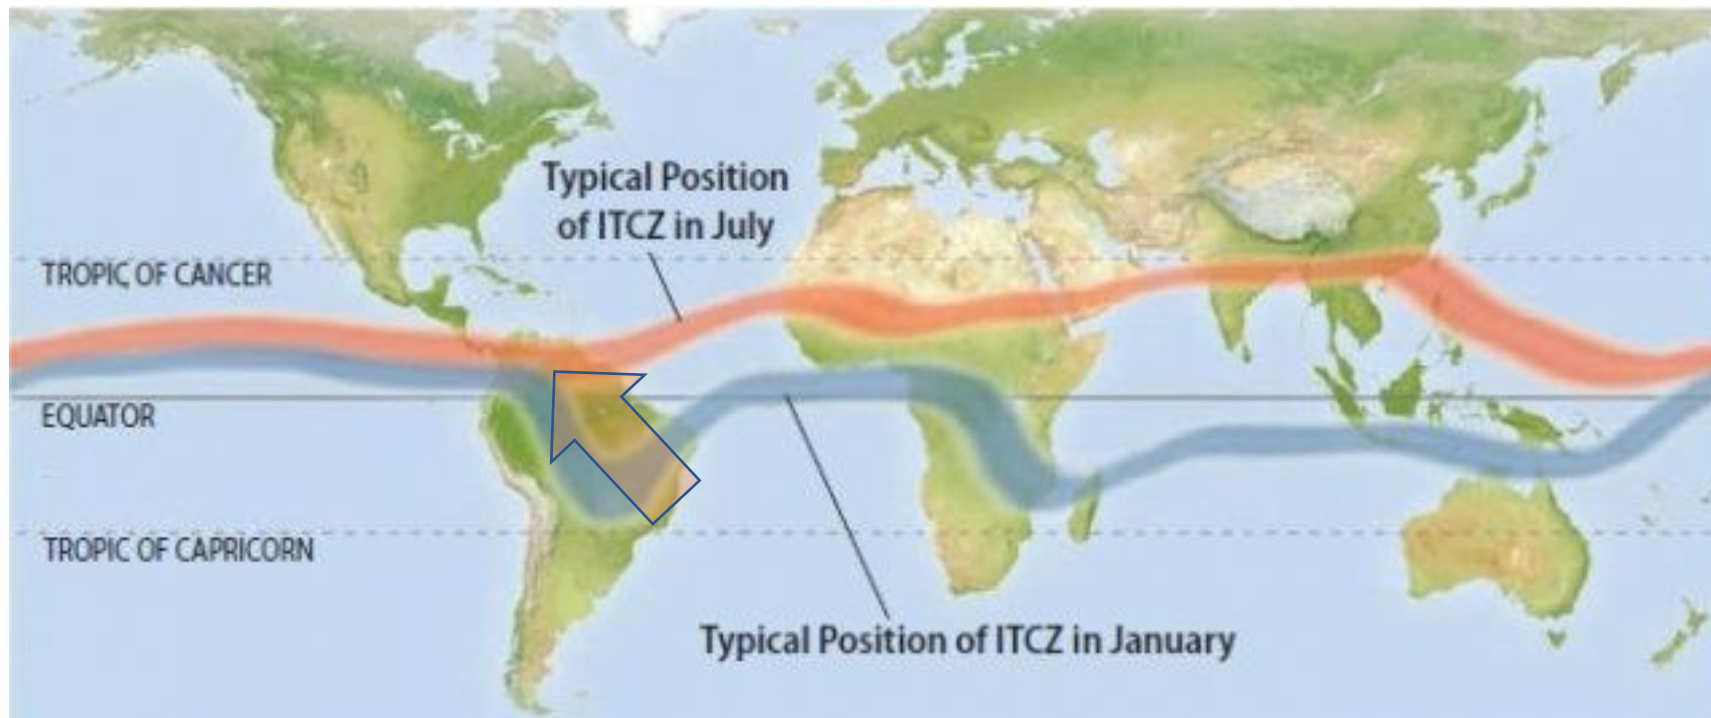 Typical Position
of ITCZ in July
TROPIC OF CANCER
EQUATOR
TROPIC OF CAPRICORN
Typical Position of ITCZ in January